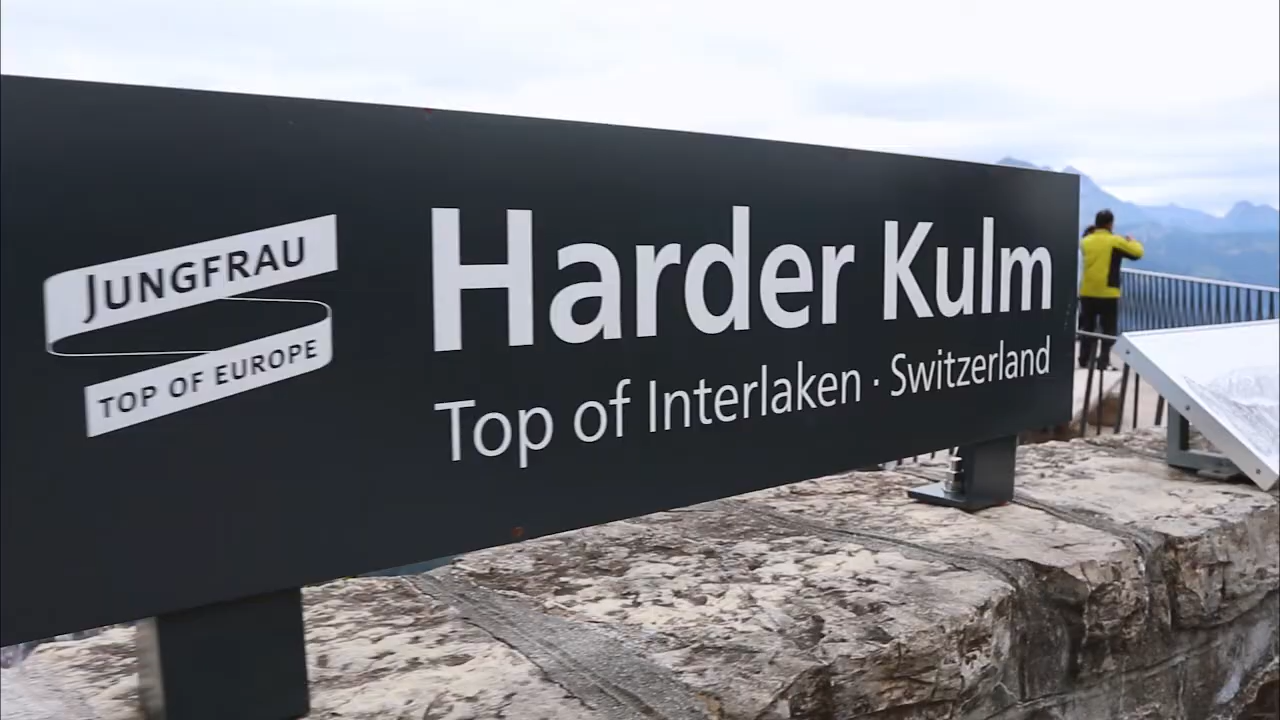 JUNGFRAU
TOP OF EUROPE
Harder Kulm
Top of Interlaken · Switzerland